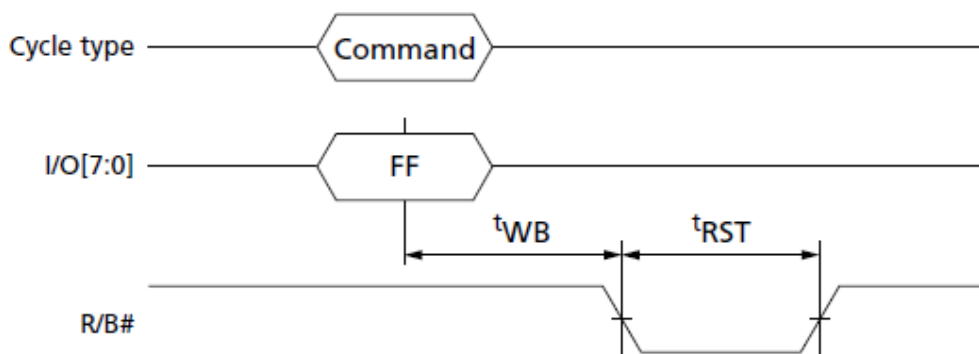 Cycle type
Command
I/O[7:0]
FF
tWB
tRST
R/B#